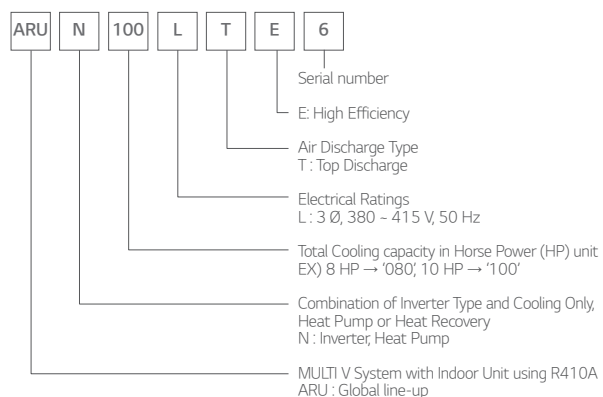 ARU N 100 L T E 6
Serial number
E: High Efficiency
Air Discharge Type
T : Top Discharge
Electrical Ratings
L : 3 Ø, 380 ~ 415 V, 50 Hz
Total Cooling capacity in Horse Power (HP) unit
EX) 8 HP → ‘080’, 10 HP → ‘100’
Combination of Inverter Type and Cooling Only,
Heat Pump or Heat Recovery
N : Inverter, Heat Pump
MULTI V System with Indoor Unit using R410A
ARU : Global line-up